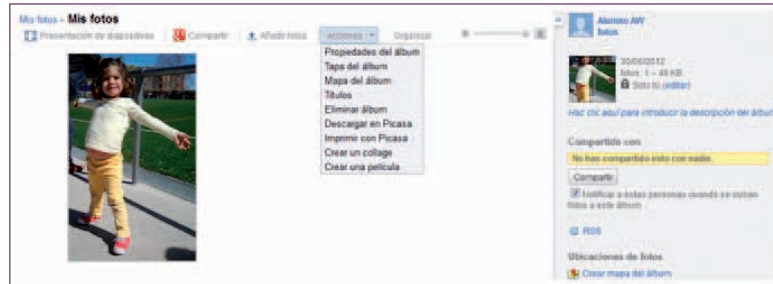 Mis fotos » Mis fotos
Presentación de diapositivas Compartir Añadir fotos Acciones Organizar
Propiedades del álbum
Tapa del álbum
Mapa del álbum
Títulos
Eliminar álbum
Descargar en Picasa
Imprimir con Picasa
Crear un collage
Crear una película
Alumno AW
fotos
30/06/2012
fotos: 1 – 49 KB
Solo tú (editar)
Haz clic aquí para introducir la descripción del álbum
Compartido con
No has compartido esto con nadie.
Compartir
Notificar a estas personas cuando se suban
fotos a este álbum
RSS
Ubicaciones de fotos
Crear mapa del álbum